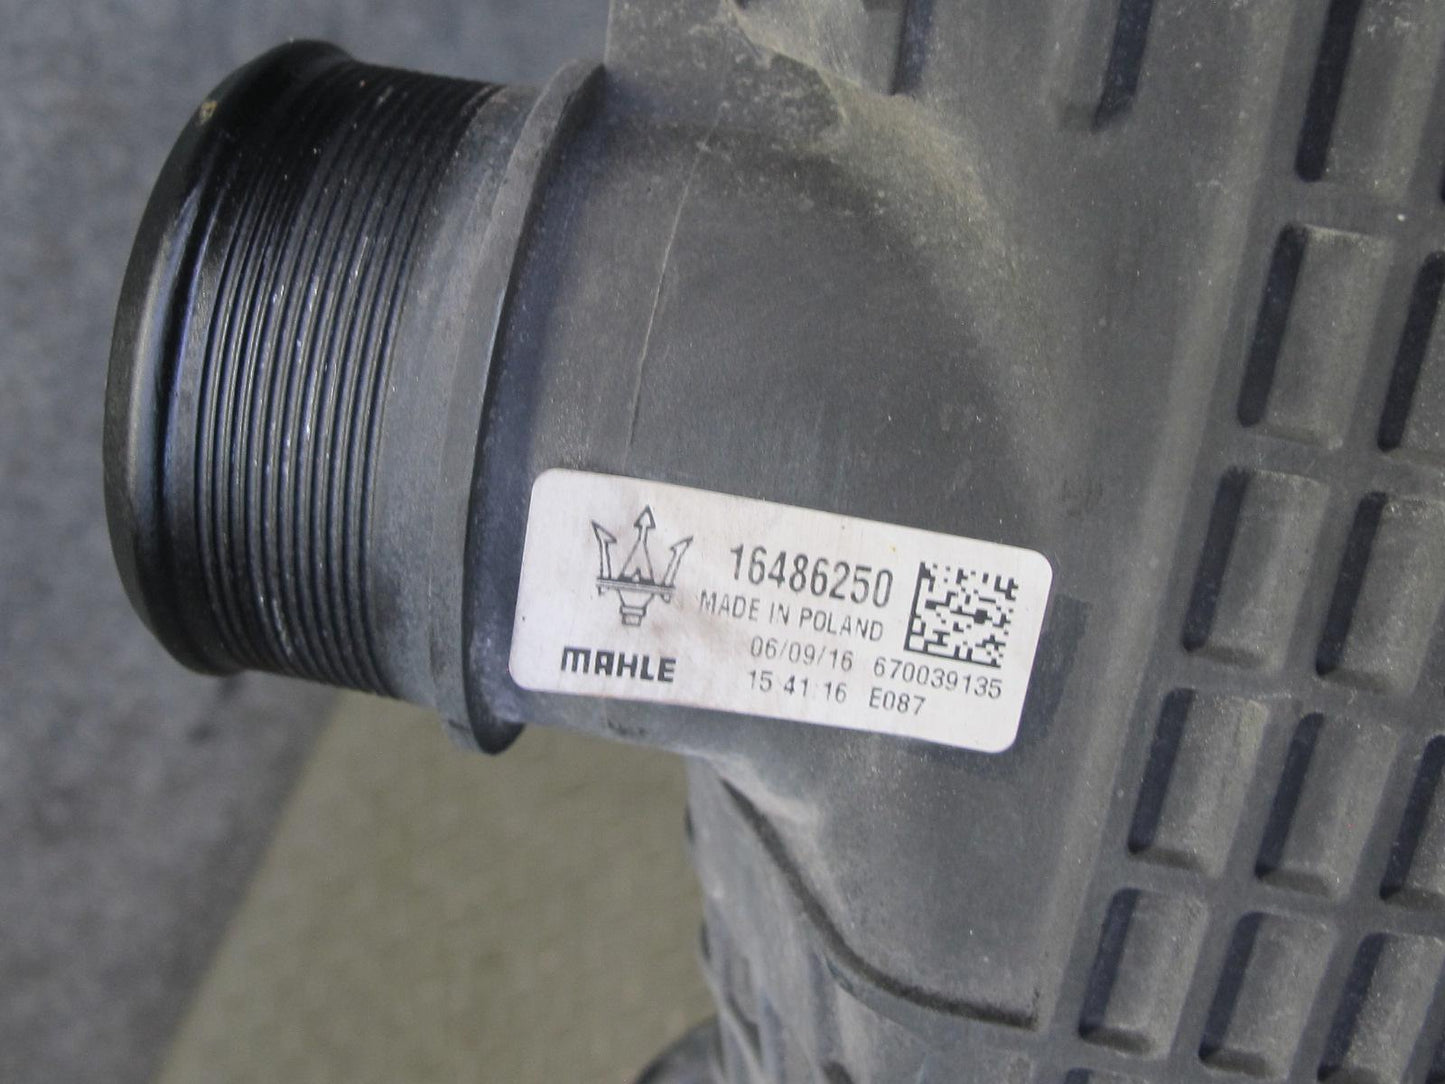 16486250
MADE IN POLAND
06/09/16 670039135
15:41:16 E087
MAHLE